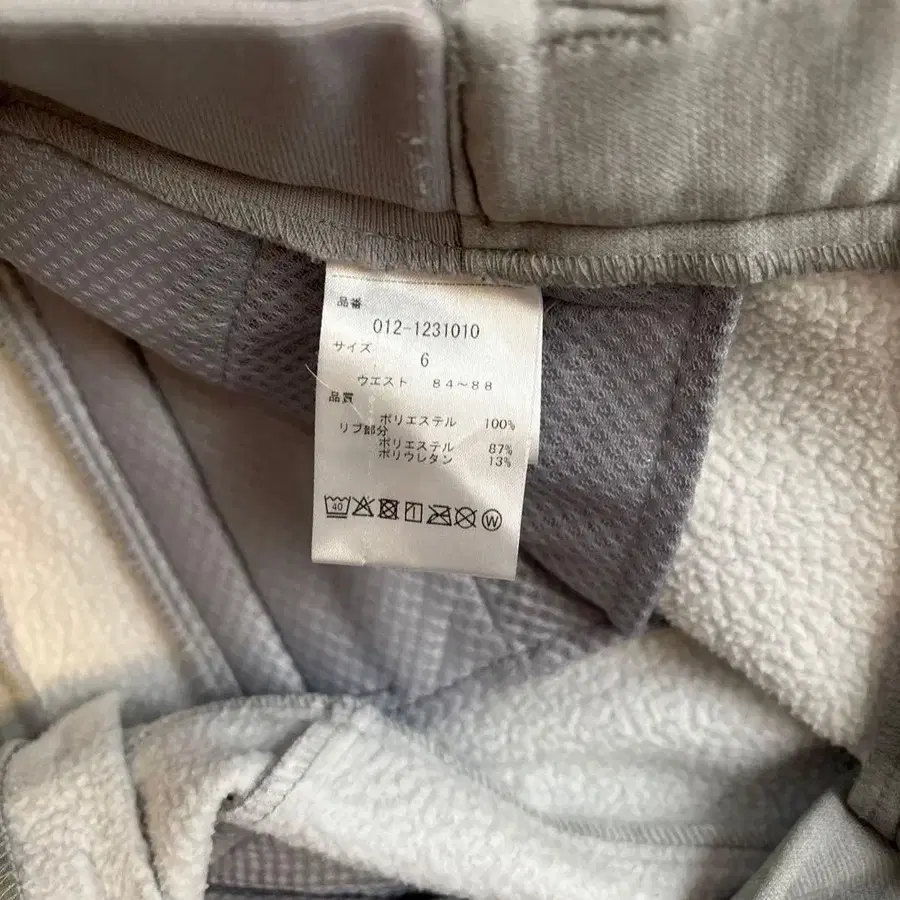 品番
012-1231010
サイズ
6
ウエスト 84～88
品質
ポリエステル 100%
リブ部分
ポリエステル 87%
ポリウレタン 13%
40 W